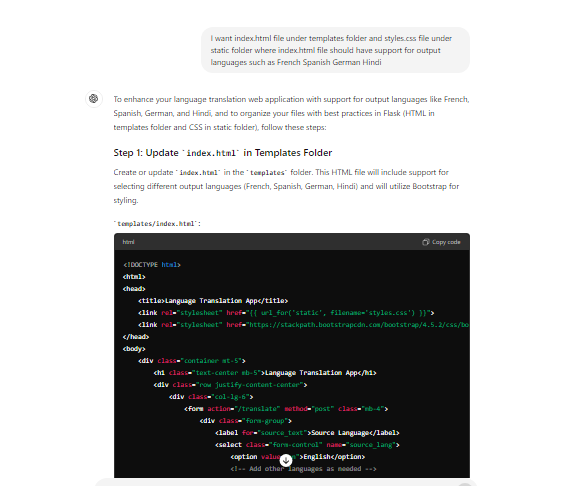 I want index.html file under templates folder and styles.css file under
static folder where index.html file should have support for output
languages such as French Spanish German Hindi
To enhance your language translation web application with support for output languages like French,
Spanish, German, and Hindi, and to organize your files with best practices in Flask (HTML in
templates folder and CSS in static folder), follow these steps:
Step 1: Update `index.html` in Templates Folder
Create or update `index.html` in the `templates` folder. This HTML file will include support for
selecting different output languages (French, Spanish, German, Hindi) and will utilize Bootstrap for
styling.
`templates/index.html`:
html Copy code
<!DOCTYPE html>
<html>
<head>
<title>Language Translation App</title>
<link rel="stylesheet" href="{{ url_for('static', filename='styles.css') }}">
<link rel="stylesheet" href="https://stackpath.bootstrapcdn.com/bootstrap/4.5.2/css/bo
</head>
<body>
<div class="container mt-5">
<h1 class="text-center mb-5">Language Translation App</h1>
<div class="row justify-content-center">
<div class="col-lg-6">
<form action="/translate" method="post" class="mb-4">
<div class="form-group">
<label for="source_text">Source Language</label>
<select class="form-control" name="source_lang">
<option ">English</option>
<!-- Add other languages as needed -->